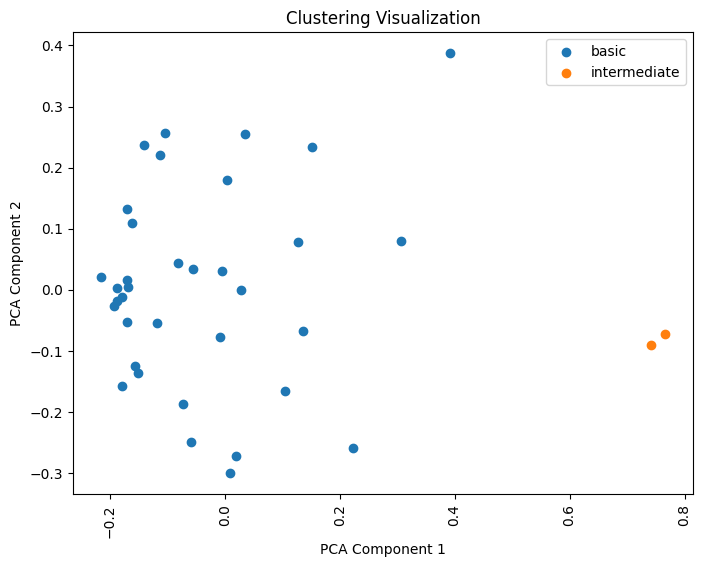 Clustering Visualization
basic
intermediate
PCA Component 2
0.4
0.3
0.2
0.1
0.0
−0.1
−0.2
−0.3
−0.2
0.0
0.2
0.4
0.6
0.8
PCA Component 1